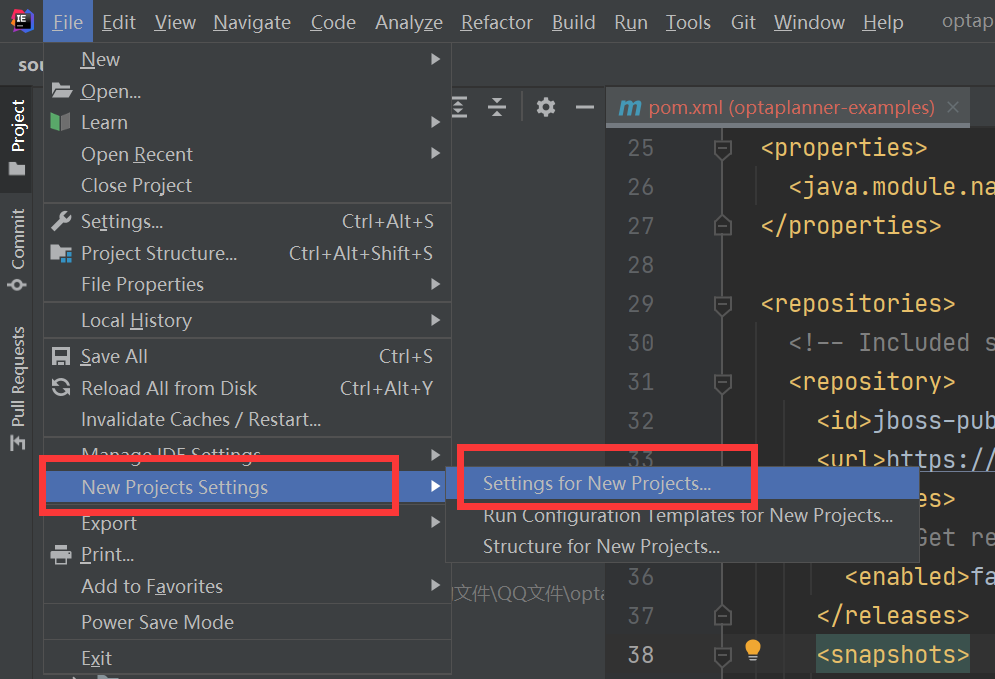 File Edit View Navigate Code Analyze Refactor Build Run Tools Git Window Help optap
sou
New
Open...
Learn
Open Recent
Close Project
Settings... Ctrl+Alt+S
Project Structure... Ctrl+Alt+Shift+S
File Properties
Local History
Save All Ctrl+S
Reload All from Disk Ctrl+Alt+Y
Invalidate Caches / Restart...
Manage IDE Settings
New Projects Settings
Export
Print...
Add to Favorites
Power Save Mode
Exit
Settings for New Projects...
Run Configuration Templates for New Projects...
Structure for New Projects...
Project
Commit
Pull Requests
文件\QQ文件\opta
m pom.xml (optaplanner-examples)
25 <properties>
26 <java.module.na
27 </properties>
28
29 <repositories>
30 <!-- Included s
31 <repository>
32 <id>jboss-pub
33 <url>https://
es>
Get re
36 <enabled>fa
37 </releases>
38 <snapshots>